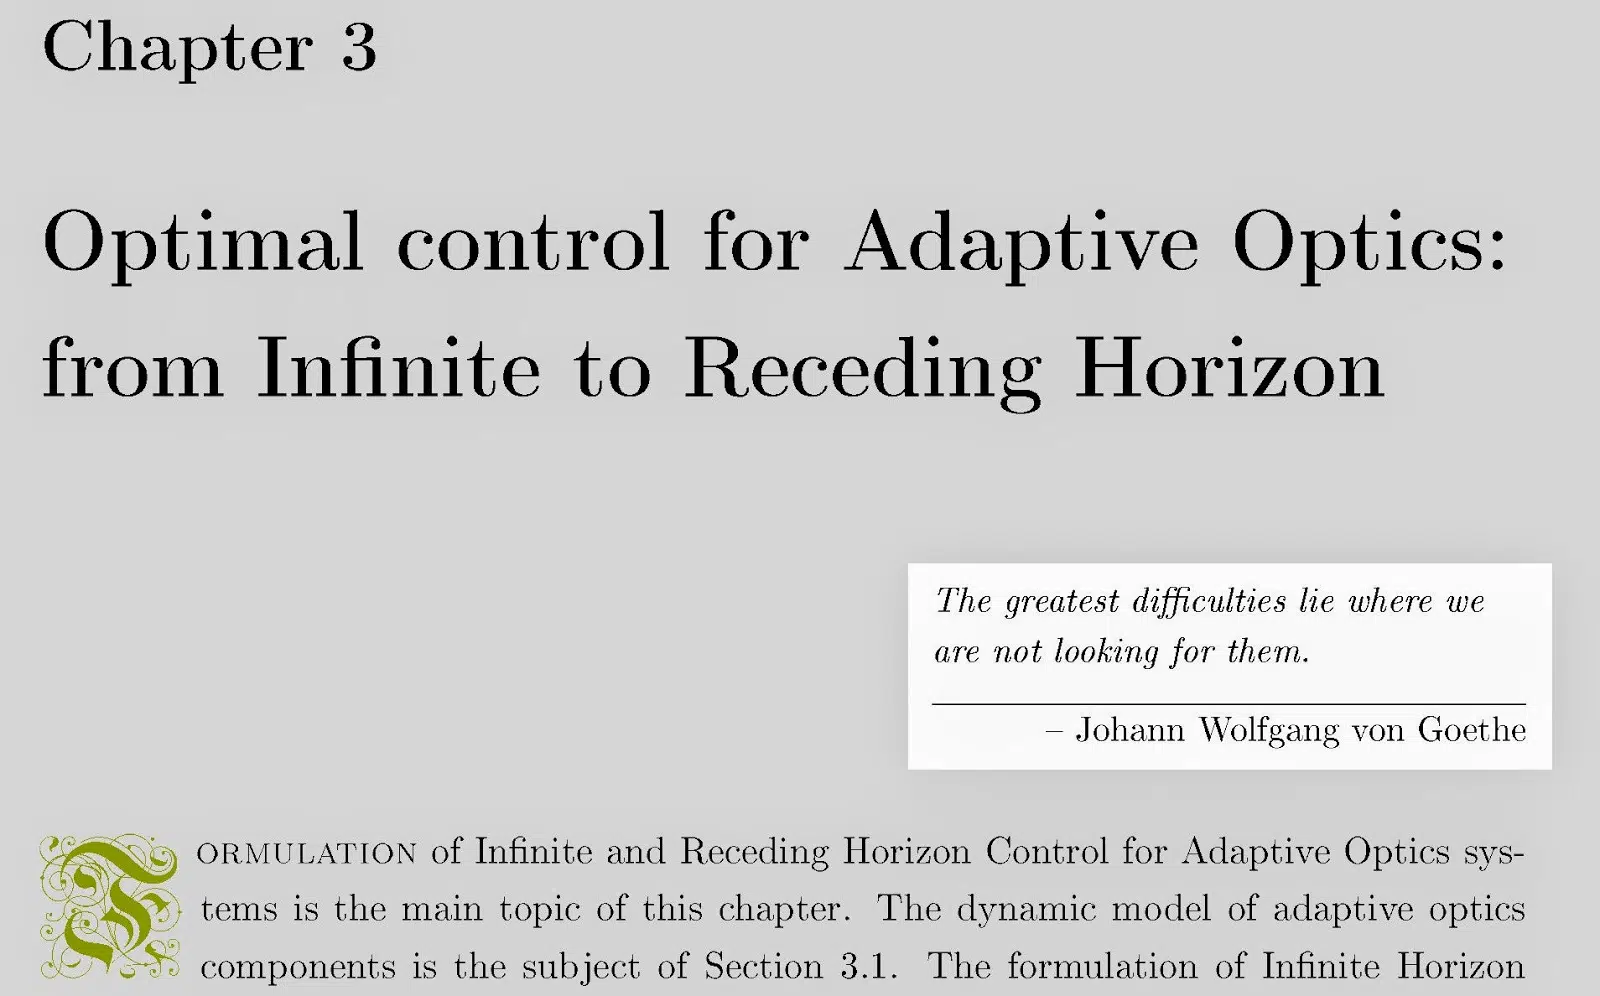 Chapter 3
Optimal control for Adaptive Optics:
from Infinite to Receding Horizon
The greatest difficulties lie where we
are not looking for them.
– Johann Wolfgang von Goethe
FORMULATION of Infinite and Receding Horizon Control for Adaptive Optics sys-
tems is the main topic of this chapter. The dynamic model of adaptive optics
components is the subject of Section 3.1. The formulation of Infinite Horizon